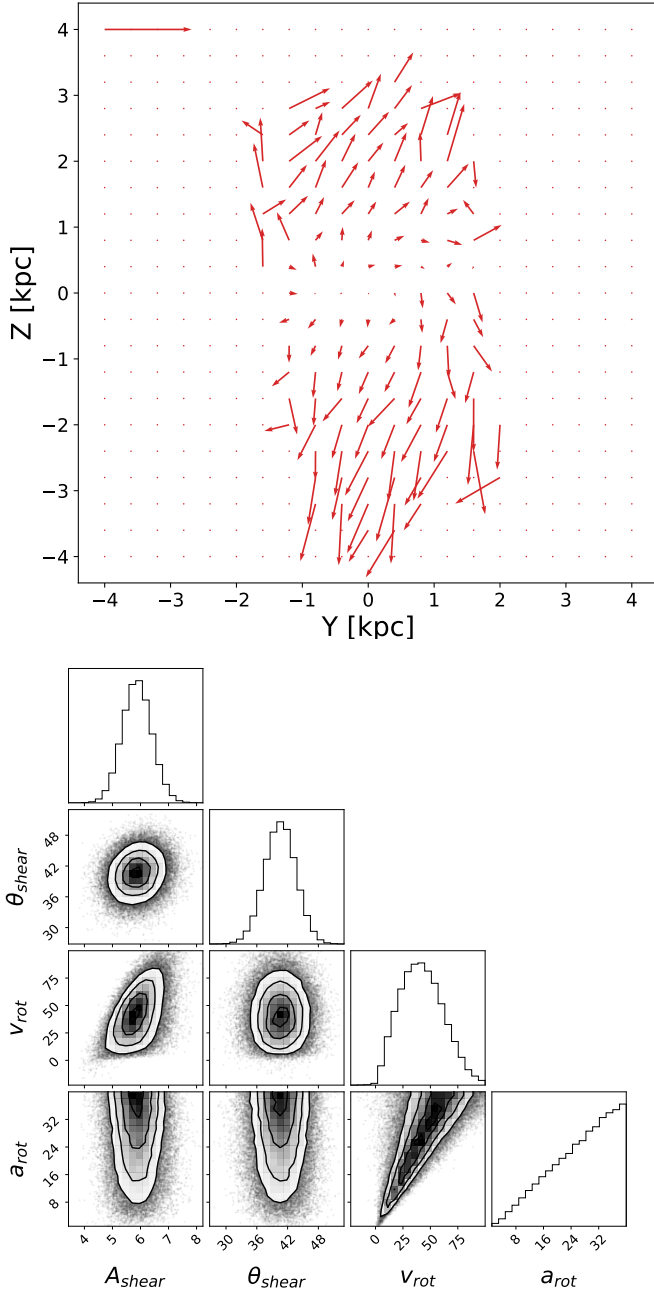 4
3
2
1
0
−1
−2
−3
−4
Z [kpc]
−4 −3 −2 −1 0 1 2 3 4
Y [kpc]
48
42
36
30
θshear
75
50
25
0
vrot
32
24
16
8
arot
4 5 6 7
30 36 42 48
0 25 50 75
8 16 24 32
Ashear θshear vrot arot